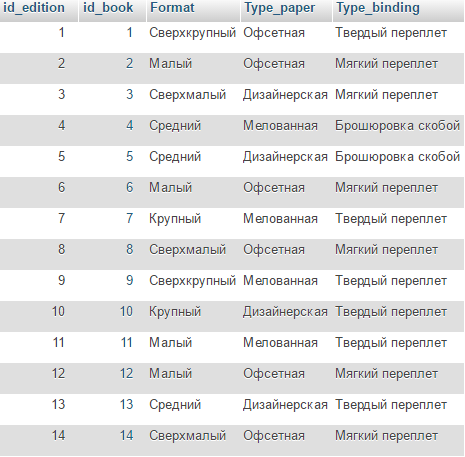 id_edition id_book Format Type_paper Type_binding
1 1 Сверхкрупный Офсетная Твердый переплет
2 2 Малый Офсетная Мягкий переплет
3 3 Сверхмалый Дизайнерская Мягкий переплет
4 4 Средний Мелованная Брошюровка скобой
5 5 Средний Дизайнерская Брошюровка скобой
6 6 Малый Офсетная Мягкий переплет
7 7 Крупный Мелованная Твердый переплет
8 8 Сверхмалый Офсетная Мягкий переплет
9 9 Сверхкрупный Мелованная Твердый переплет
10 10 Крупный Дизайнерская Твердый переплет
11 11 Малый Мелованная Твердый переплет
12 12 Малый Офсетная Мягкий переплет
13 13 Средний Дизайнерская Твердый переплет
14 14 Сверхмалый Офсетная Мягкий переплет